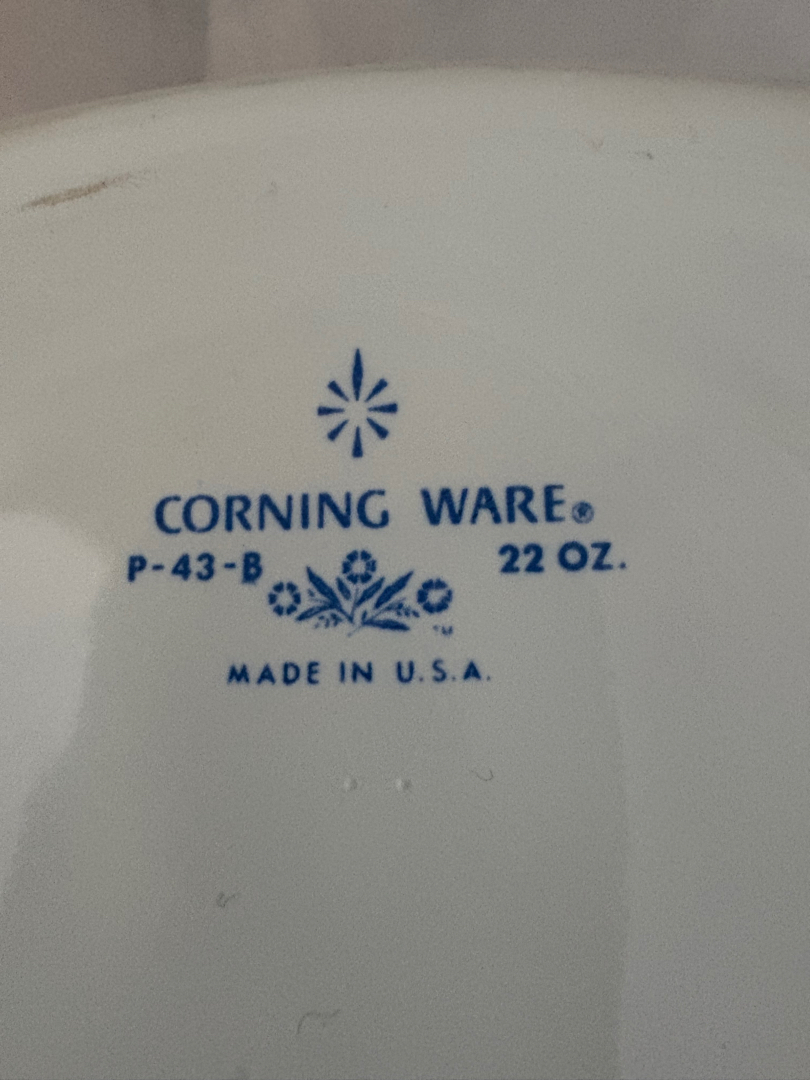 CORNING WARE®
P-43-B 22 OZ.
TM
MADE IN U.S.A.